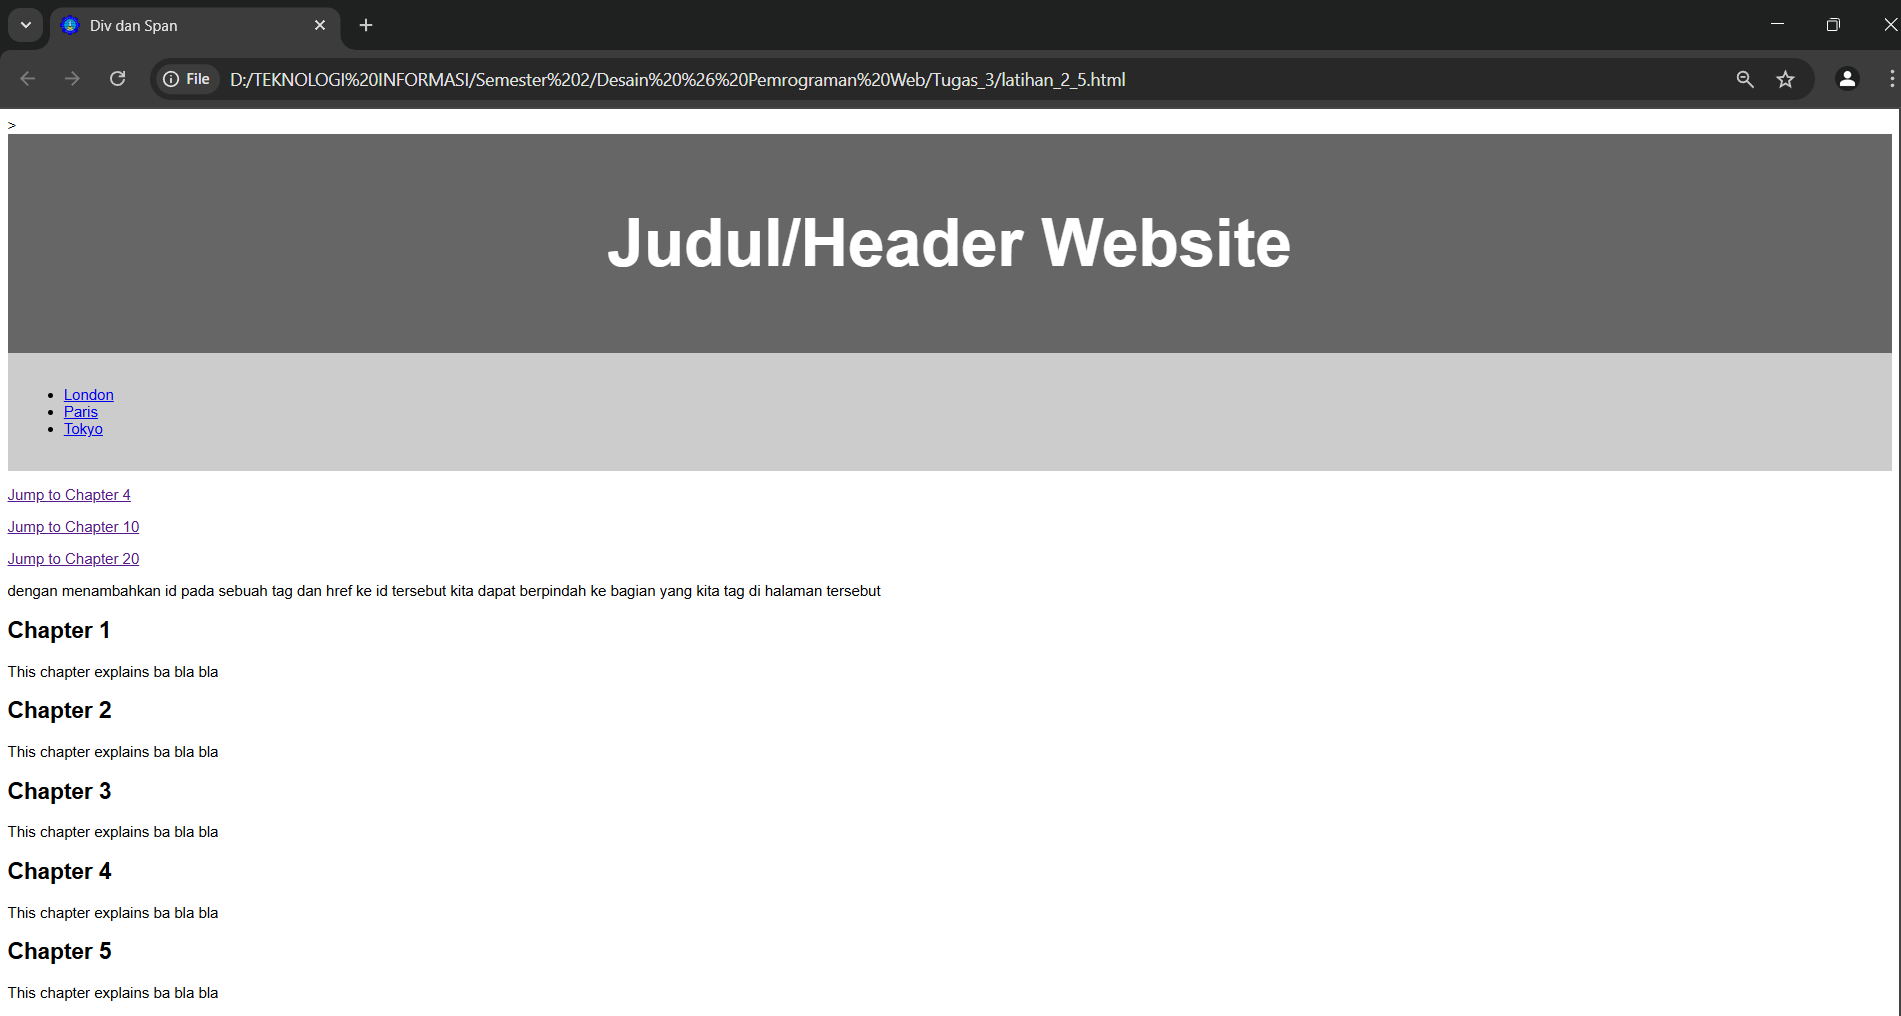 Div dan Span
File
D:/TEKNOLOGI%20INFORMASI/Semester%202/Desain%20%26%20Pemrograman%20Web/Tugas_3/latihan_2_5.html
>
Judul/Header Website
London
Paris
Tokyo
Jump to Chapter 4
Jump to Chapter 10
Jump to Chapter 20
dengan menambahkan id pada sebuah tag dan href ke id tersebut kita dapat berpindah ke bagian yang kita tag di halaman tersebut
Chapter 1
This chapter explains ba bla bla
Chapter 2
This chapter explains ba bla bla
Chapter 3
This chapter explains ba bla bla
Chapter 4
This chapter explains ba bla bla
Chapter 5
This chapter explains ba bla bla